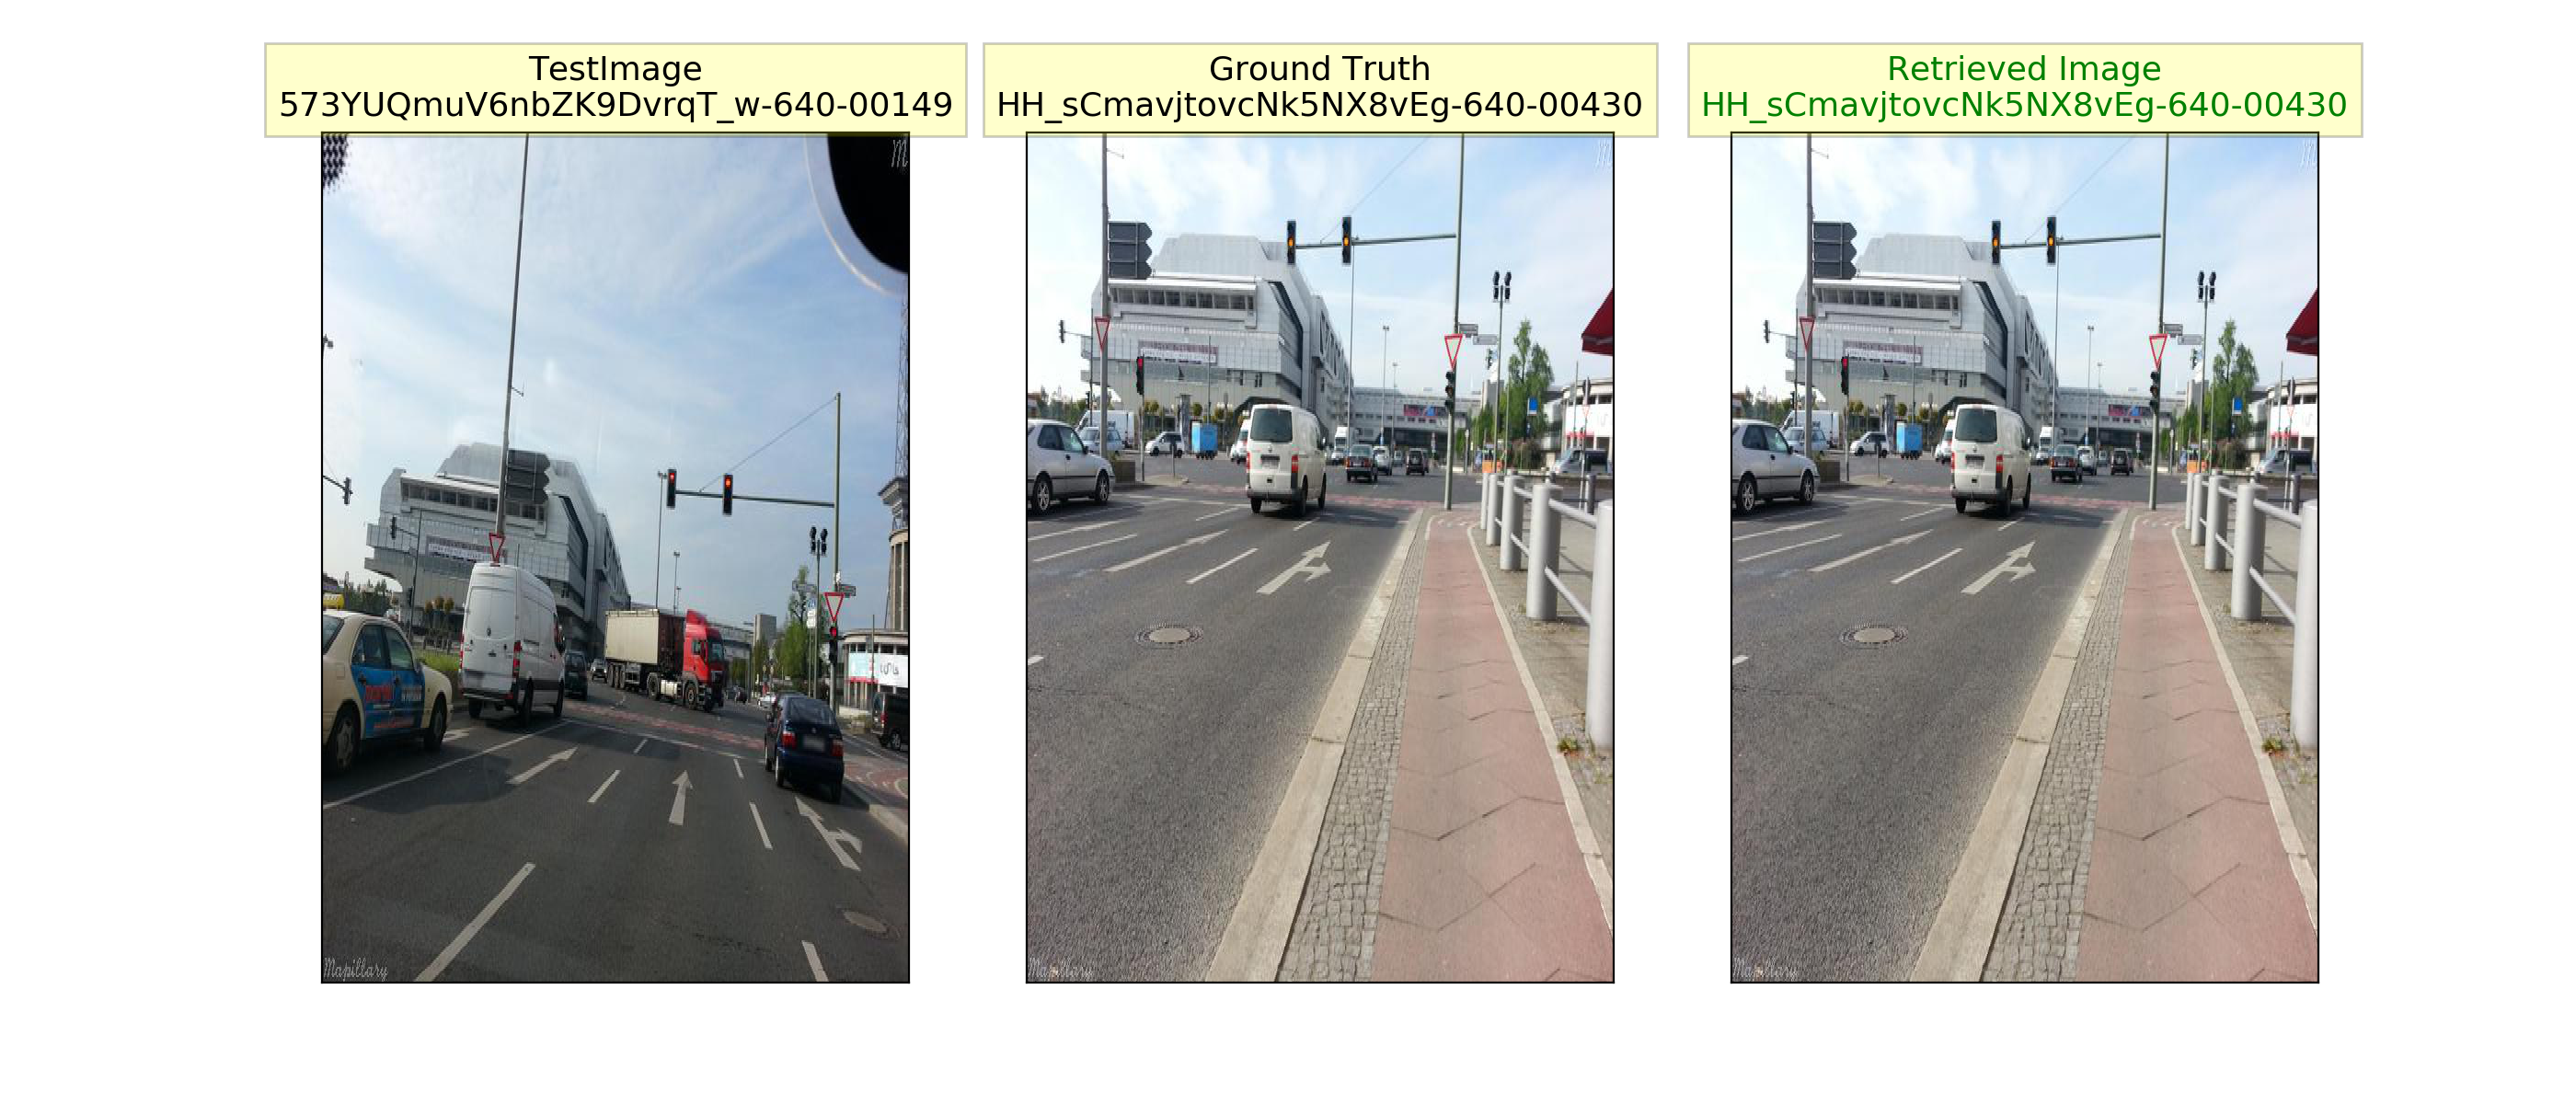 TestImage
573YUQmuV6nbZK9DvrqT_w-640-00149
Ground Truth
HH_sCmavjtovcNk5NX8vEg-640-00430
Retrieved Image
HH_sCmavjtovcNk5NX8vEg-640-00430
M
M
M
Mapillary
Mapillary
Mapillary